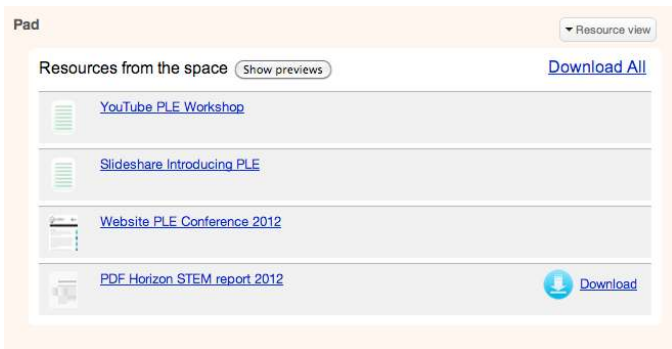 Pad
Resource view
Resources from the space Show previews Download All
YouTube PLE Workshop
Slideshare Introducing PLE
Website PLE Conference 2012
PDF Horizon STEM report 2012 Download